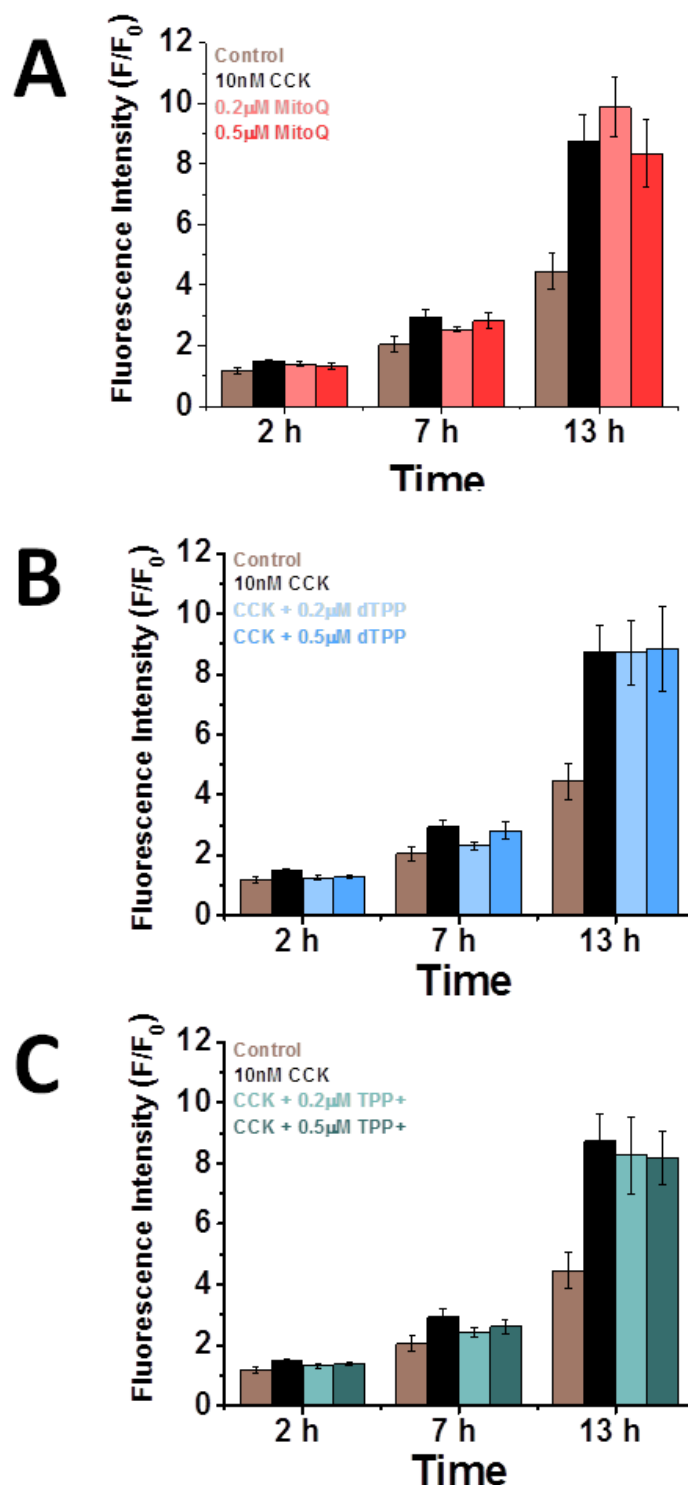 A
Fluorescence Intensity (F/F₀)
12
10
8
6
4
2
0
Control
10nM CCK
0.2µM MitoQ
0.5µM MitoQ
2 h
7 h
13 h
Time
B
Fluorescence Intensity (F/F₀)
12
10
8
6
4
2
0
Control
10nM CCK
CCK + 0.2µM dTPP
CCK + 0.5µM dTPP
2 h
7 h
13 h
Time
C
Fluorescence Intensity (F/F₀)
12
10
8
6
4
2
0
Control
10nM CCK
CCK + 0.2µM TPP+
CCK + 0.5µM TPP+
2 h
7 h
13 h
Time